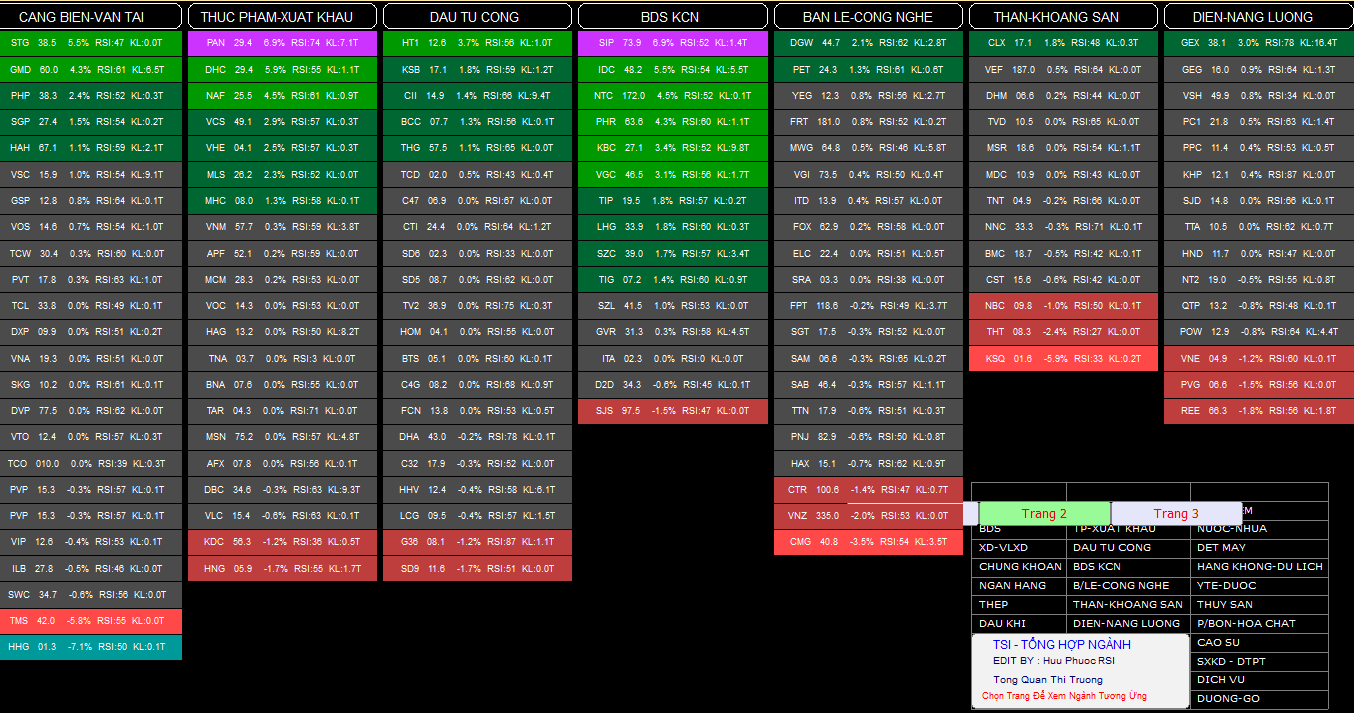 CANG BIEN-VAN TAI
STG 38.5 5.5% RSI:47 KL:0.0T
GMD 60.0 4.3% RSI:61 KL:6.5T
PHP 38.3 2.4% RSI:52 KL:0.3T
SGP 27.4 1.5% RSI:54 KL:0.2T
HAH 67.1 1.1% RSI:59 KL:2.1T
VSC 15.9 1.0% RSI:54 KL:9.1T
GSP 12.8 0.8% RSI:64 KL:0.1T
VOS 14.6 0.7% RSI:54 KL:1.0T
TCW 30.4 0.3% RSI:60 KL:0.0T
PVT 17.8 0.3% RSI:63 KL:1.0T
TCL 33.8 0.0% RSI:49 KL:0.1T
DXP 09.9 0.0% RSI:51 KL:0.2T
VNA 19.3 0.0% RSI:51 KL:0.0T
SKG 10.2 0.0% RSI:61 KL:0.1T
DVP 77.5 0.0% RSI:62 KL:0.0T
VTO 12.4 0.0% RSI:57 KL:0.3T
TCO 010.0 0.0% RSI:39 KL:0.3T
PVP 15.3 -0.3% RSI:57 KL:0.1T
PVP 15.3 -0.3% RSI:57 KL:0.1T
VIP 12.6 -0.4% RSI:53 KL:0.1T
ILB 27.8 -0.5% RSI:46 KL:0.0T
SWC 34.7 -0.6% RSI:56 KL:0.0T
TMS 42.0 -5.8% RSI:55 KL:0.0T
HHG 01.3 -7.1% RSI:50 KL:0.1T
THUC PHAM-XUAT KHAU
PAN 29.4 6.9% RSI:74 KL:7.1T
DHC 29.4 5.9% RSI:55 KL:1.1T
NAF 25.5 4.5% RSI:61 KL:0.9T
VCS 49.1 2.9% RSI:57 KL:0.3T
VHE 04.1 2.5% RSI:57 KL:0.3T
MLS 26.2 2.3% RSI:52 KL:0.0T
MHC 08.0 1.3% RSI:58 KL:0.1T
VNM 57.7 0.3% RSI:59 KL:3.8T
APF 52.1 0.2% RSI:59 KL:0.0T
MCM 28.3 0.2% RSI:53 KL:0.0T
VOC 14.3 0.0% RSI:53 KL:0.0T
HAG 13.2 0.0% RSI:50 KL:8.2T
TNA 03.7 0.0% RSI:3 KL:0.0T
BNA 07.6 0.0% RSI:55 KL:0.0T
TAR 04.3 0.0% RSI:71 KL:0.0T
MSN 75.2 0.0% RSI:57 KL:4.8T
AFX 07.8 0.0% RSI:56 KL:0.1T
DBC 34.6 -0.3% RSI:63 KL:9.3T
VLC 15.4 -0.6% RSI:63 KL:0.1T
KDC 56.3 -1.2% RSI:36 KL:0.5T
HNG 05.9 -1.7% RSI:55 KL:1.7T
DAU TU CONG
HT1 12.6 3.7% RSI:56 KL:1.0T
KSB 17.1 1.8% RSI:59 KL:1.2T
CII 14.9 1.4% RSI:66 KL:9.4T
BCC 07.7 1.3% RSI:56 KL:0.1T
THG 57.5 1.1% RSI:65 KL:0.0T
TCD 02.0 0.5% RSI:43 KL:0.4T
C47 06.9 0.0% RSI:67 KL:0.0T
CTI 24.4 0.0% RSI:64 KL:1.2T
SD6 02.3 0.0% RSI:33 KL:0.0T
SD5 08.7 0.0% RSI:62 KL:0.0T
TV2 36.9 0.0% RSI:75 KL:0.3T
HOM 04.1 0.0% RSI:55 KL:0.0T
BTS 05.1 0.0% RSI:60 KL:0.1T
C4G 08.2 0.0% RSI:68 KL:0.9T
FCN 13.8 0.0% RSI:53 KL:0.5T
DHA 43.0 -0.2% RSI:78 KL:0.1T
C32 17.9 -0.3% RSI:52 KL:0.0T
HHV 12.4 -0.4% RSI:58 KL:6.1T
LCG 09.5 -0.4% RSI:57 KL:1.5T
G36 08.1 -1.2% RSI:87 KL:1.1T
SD9 11.6 -1.7% RSI:51 KL:0.0T
BDS KCN
SIP 73.9 6.9% RSI:52 KL:1.4T
IDC 48.2 5.5% RSI:54 KL:5.5T
NTC 172.0 4.5% RSI:52 KL:0.1T
PHR 63.6 4.3% RSI:60 KL:1.1T
KBC 27.1 3.4% RSI:52 KL:9.8T
VGC 46.5 3.1% RSI:56 KL:1.7T
TIP 19.5 1.8% RSI:57 KL:0.2T
LHG 33.9 1.8% RSI:60 KL:0.3T
SZC 39.0 1.7% RSI:57 KL:3.4T
TIG 07.2 1.4% RSI:60 KL:0.9T
SZL 41.5 1.0% RSI:53 KL:0.0T
GVR 31.3 0.3% RSI:58 KL:4.5T
ITA 02.3 0.0% RSI:0 KL:0.0T
D2D 34.3 -0.6% RSI:45 KL:0.1T
SJS 97.5 -1.5% RSI:47 KL:0.0T
BAN LE-CONG NGHE
DGW 44.7 2.1% RSI:62 KL:2.8T
PET 24.3 1.3% RSI:61 KL:0.6T
YEG 12.3 0.8% RSI:56 KL:2.7T
FRT 181.0 0.8% RSI:52 KL:0.2T
MWG 64.8 0.5% RSI:46 KL:5.8T
VGI 73.5 0.4% RSI:50 KL:0.4T
ITD 13.9 0.4% RSI:57 KL:0.0T
FOX 62.9 0.2% RSI:58 KL:0.0T
ELC 22.4 0.0% RSI:51 KL:0.5T
SRA 03.3 0.0% RSI:38 KL:0.0T
FPT 118.6 -0.2% RSI:49 KL:3.7T
SGT 17.5 -0.3% RSI:52 KL:0.0T
SAM 06.6 -0.3% RSI:65 KL:0.2T
SAB 46.4 -0.3% RSI:57 KL:1.1T
TTN 17.9 -0.6% RSI:51 KL:0.3T
PNJ 82.9 -0.6% RSI:50 KL:0.8T
HAX 15.1 -0.7% RSI:62 KL:0.9T
CTR 100.6 -1.4% RSI:47 KL:0.7T
VNZ 335.0 -2.0% RSI:53 KL:0.0T
CMG 40.8 -3.5% RSI:54 KL:3.5T
THAN-KHOANG SAN
CLX 17.1 1.8% RSI:48 KL:0.3T
VEF 187.0 0.5% RSI:64 KL:0.0T
DHM 06.6 0.2% RSI:44 KL:0.0T
TVD 10.5 0.0% RSI:65 KL:0.0T
MSR 18.6 0.0% RSI:54 KL:1.1T
MDC 10.9 0.0% RSI:43 KL:0.0T
TNT 04.9 -0.2% RSI:66 KL:0.0T
NNC 33.3 -0.3% RSI:71 KL:0.1T
BMC 18.7 -0.5% RSI:42 KL:0.1T
CST 15.6 -0.6% RSI:42 KL:0.0T
NBC 09.8 -1.0% RSI:50 KL:0.1T
THT 08.3 -2.4% RSI:27 KL:0.0T
KSQ 01.6 -5.9% RSI:33 KL:0.2T
DIEN-NANG LUONG
GEX 38.1 3.0% RSI:78 KL:16.4T
GEG 16.0 0.9% RSI:64 KL:1.3T
VSH 49.9 0.8% RSI:34 KL:0.0T
PC1 21.8 0.5% RSI:63 KL:1.4T
PPC 11.4 0.4% RSI:53 KL:0.5T
KHP 12.1 0.4% RSI:87 KL:0.0T
SJD 14.8 0.0% RSI:66 KL:0.1T
TTA 10.5 0.0% RSI:62 KL:0.7T
HND 11.7 0.0% RSI:47 KL:0.0T
NT2 19.0 -0.5% RSI:55 KL:0.8T
QTP 13.2 -0.8% RSI:48 KL:0.1T
POW 12.9 -0.8% RSI:64 KL:4.4T
VNE 04.9 -1.2% RSI:60 KL:0.1T
PVG 06.6 -1.5% RSI:56 KL:0.0T
REE 66.3 -1.8% RSI:56 KL:1.8T
Trang 2 Trang 3
BDS TP-XUAT KHAU NUOC-NHUA
XD-VLXD DAU TU CONG DET MAY
CHUNG KHOAN BDS KCN HANG KHONG-DU LICH
NGAN HANG B/LE-CONG NGHE YTE-DUOC
THEP THAN-KHOANG SAN THUY SAN
DAU KHI DIEN-NANG LUONG P/BON-HOA CHAT
CAO SU
SXKD - DTPT
DICH VU
DUONG-GO
TSI - TỔNG HỢP NGÀNH
EDIT BY : Huu Phuoc RSI
Tong Quan Thi Truong
Chọn Trang Để Xem Ngành Tương Ứng